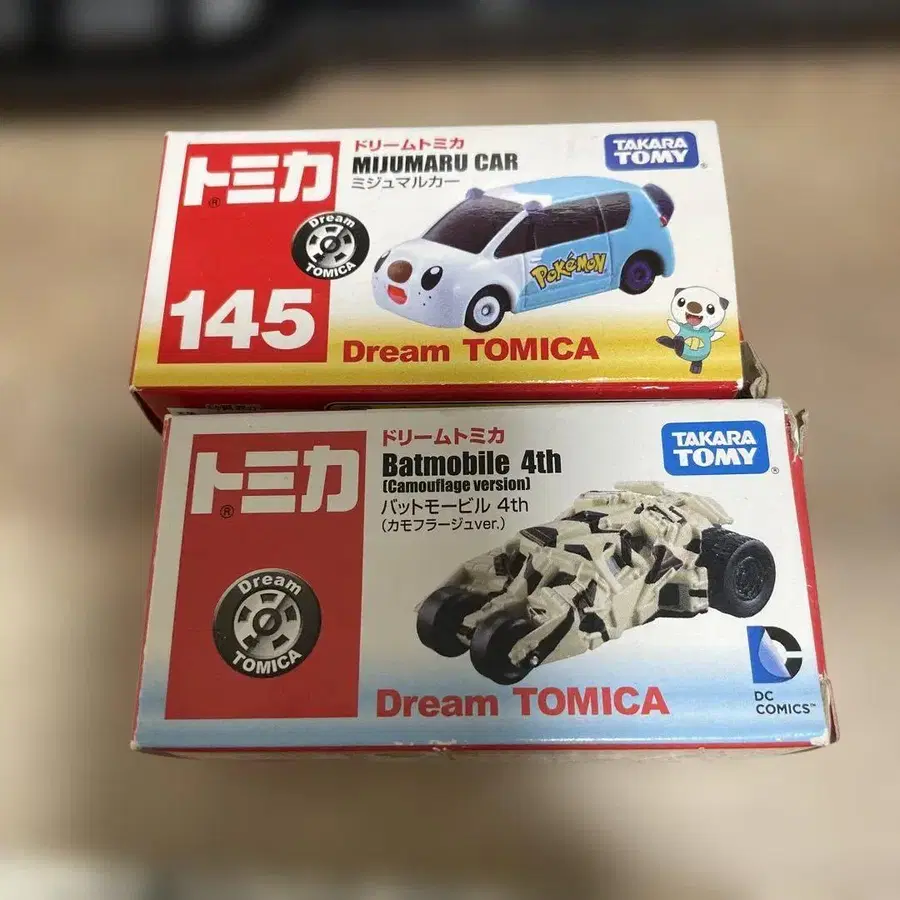 ドリームトミカ
MIJUMARU CAR
ミジュマルカー
トミカ
®
TAKARA
TOMY
Dream
TOMICA
POKéMON
145
Dream TOMICA
ドリームトミカ
Batmobile 4th
(Camouflage version)
バットモービル 4th
(カモフラージュver.)
トミカ
®
TAKARA
TOMY
Dream
TOMICA
Dream TOMICA
DC
COMICS™